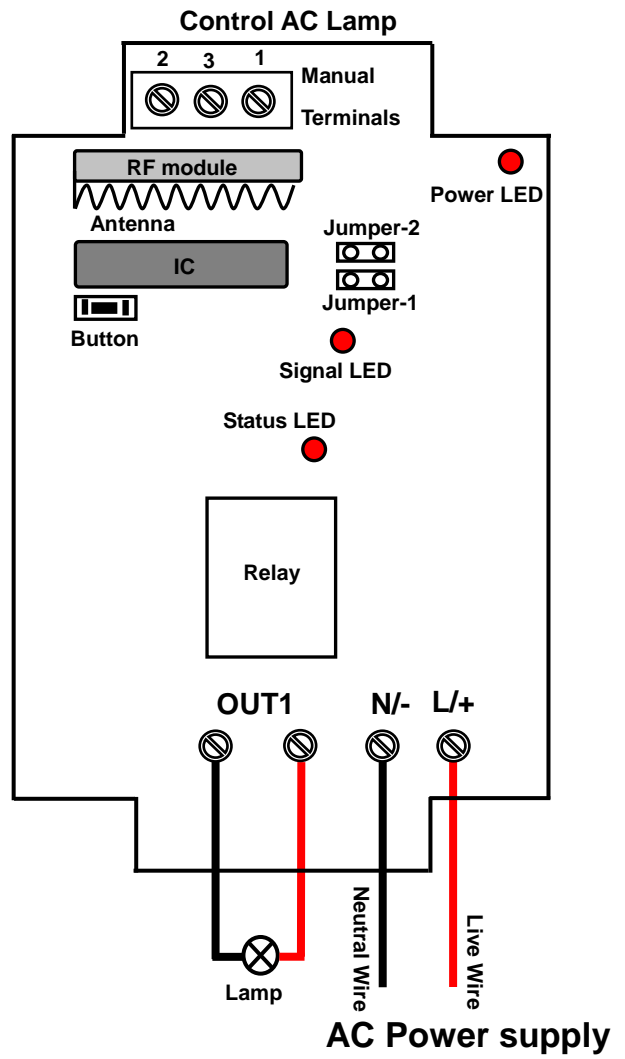 Control AC Lamp
2 3 1
Manual
Terminals
RF module
Antenna
Power LED
IC
Jumper-2
Jumper-1
Button
Signal LED
Status LED
Relay
OUT1 N/- L/+
Neutral Wire
Live Wire
Lamp
AC Power supply